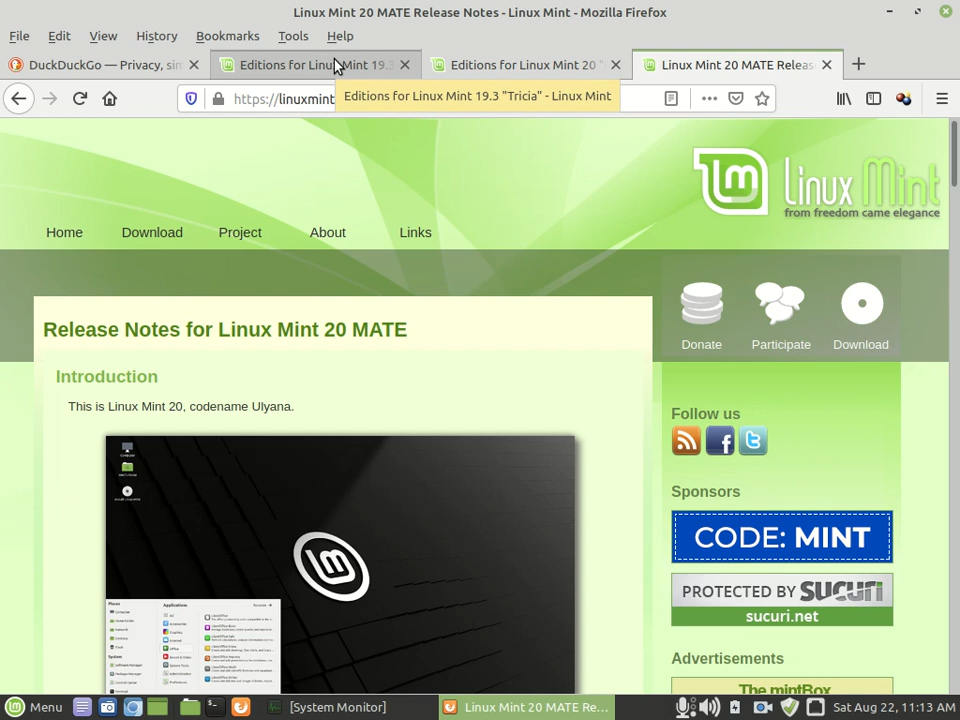 Linux Mint 20 MATE Release Notes - Linux Mint - Mozilla Firefox
File Edit View History Bookmarks Tools Help
DuckDuckGo — Privacy, sim
Editions for Linux Mint 19.3
Editions for Linux Mint 20 "
Linux Mint 20 MATE Releas
https://linuxmint
Editions for Linux Mint 19.3 "Tricia" - Linux Mint
Linux Mint
from freedom came elegance
Home Download Project About Links
Donate Participate Download
Release Notes for Linux Mint 20 MATE
Introduction
This is Linux Mint 20, codename Ulyana.
Follow us
Sponsors
CODE: MINT
PROTECTED BY SUCURI
sucuri.net
Advertisements
The mintBox
Places
Applications
System
Menu
[System Monitor]
Linux Mint 20 MATE Re...
Sat Aug 22, 11:13 AM